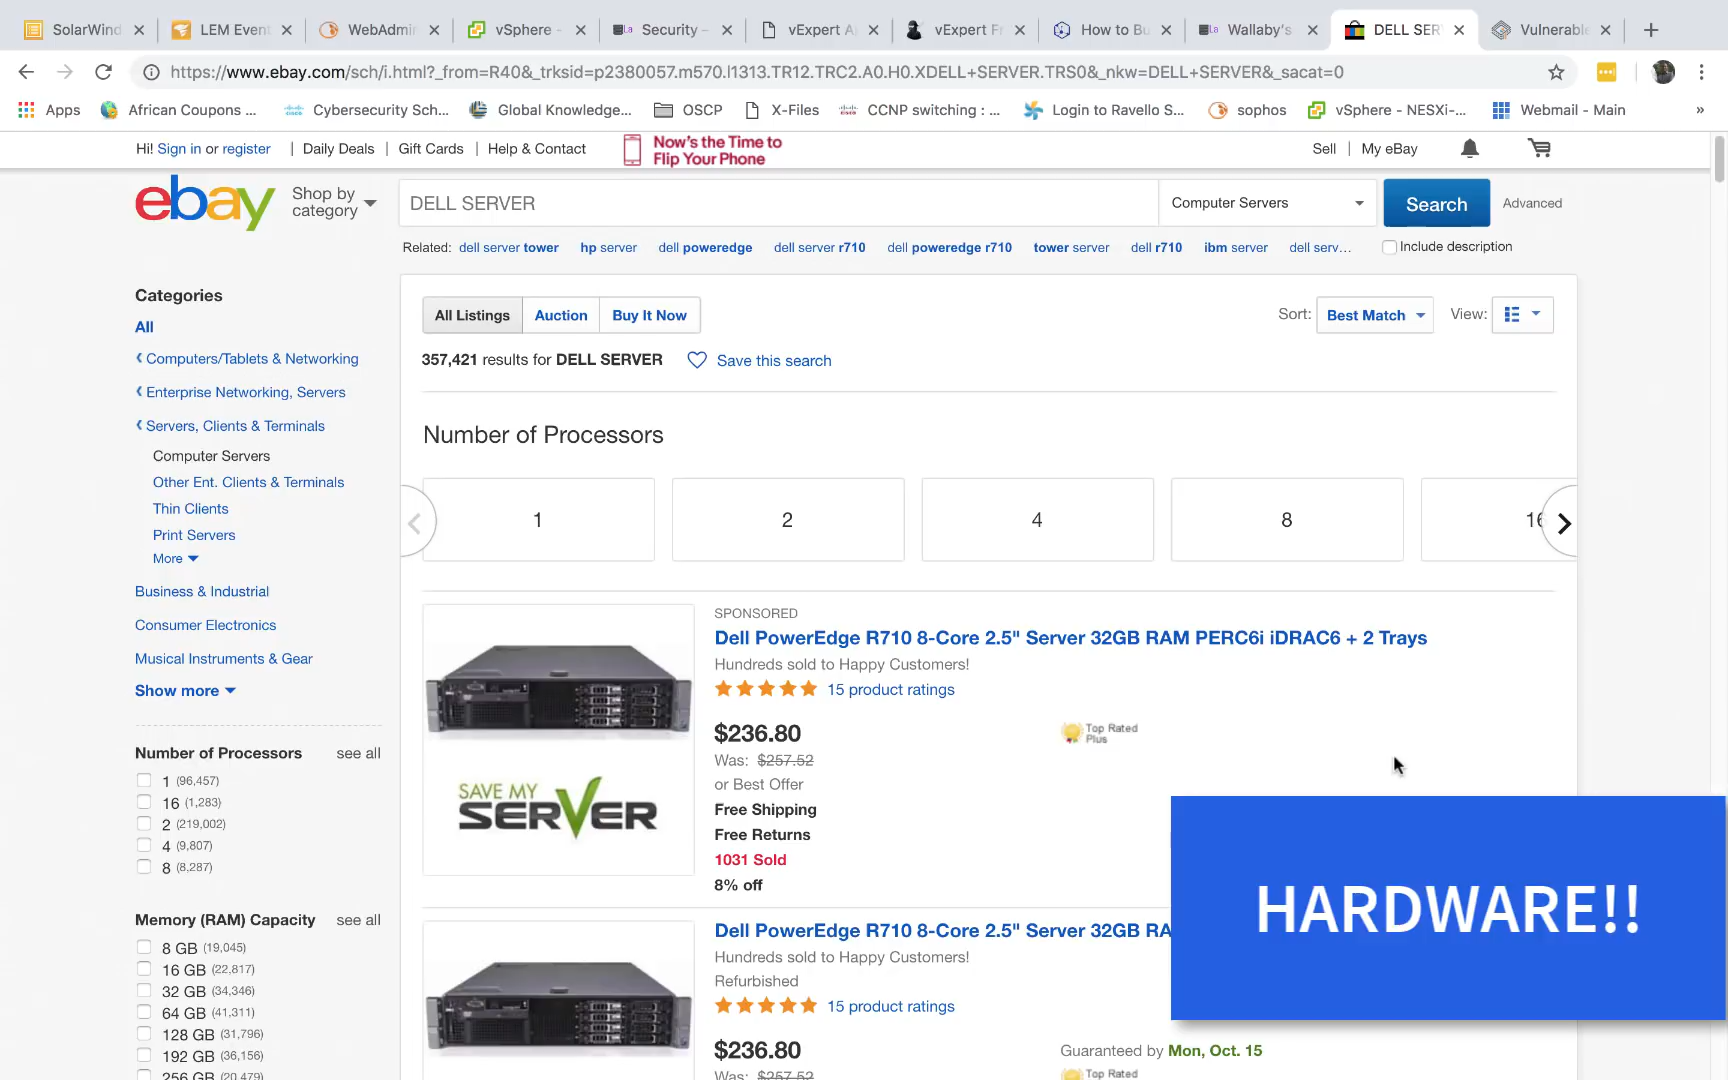 SolarWind
LEM Event
WebAdmin
vSphere -
Security -
vExpert A
vExpert Fr
How to Bu
Wallaby's
DELL SER
Vulnerable
https://www.ebay.com/sch/i.html?_from=R40&_trksid=p2380057.m570.l1313.TR12.TRC2.A0.H0.XDELL+SERVER.TRS0&_nkw=DELL+SERVER&_sacat=0
Apps
African Coupons ...
Cybersecurity Sch...
Global Knowledge...
OSCP
X-Files
CCNP switching : ...
Login to Ravello S...
sophos
vSphere - NESXi-...
Webmail - Main
»
Hi! Sign in or register | Daily Deals | Gift Cards | Help & Contact
Now's the Time to
Flip Your Phone
Sell | My eBay
ebay
Shop by
category
DELL SERVER
Computer Servers
Search
Advanced
Related: dell server tower hp server dell poweredge dell server r710 dell poweredge r710 tower server dell r710 ibm server dell serv...
Include description
Categories
All
Computers/Tablets & Networking
Enterprise Networking, Servers
Servers, Clients & Terminals
Computer Servers
Other Ent. Clients & Terminals
Thin Clients
Print Servers
More
Business & Industrial
Consumer Electronics
Musical Instruments & Gear
Show more
Number of Processors see all
1 (96,457)
16 (1,283)
2 (219,002)
4 (9,807)
8 (8,287)
Memory (RAM) Capacity see all
8 GB (19,045)
16 GB (22,817)
32 GB (34,346)
64 GB (41,311)
128 GB (31,796)
192 GB (36,156)
256 GB (20,479)
All Listings
Auction
Buy It Now
Sort: Best Match
View:
357,421 results for DELL SERVER
Save this search
Number of Processors
1
2
4
8
16
SPONSORED
Dell PowerEdge R710 8-Core 2.5" Server 32GB RAM PERC6i iDRAC6 + 2 Trays
Hundreds sold to Happy Customers!
15 product ratings
$236.80
Top Rated
Plus
Was: $257.52
or Best Offer
Free Shipping
Free Returns
1031 Sold
8% off
SAVE MY
SERVER
Dell PowerEdge R710 8-Core 2.5" Server 32GB RA
Hundreds sold to Happy Customers!
Refurbished
15 product ratings
$236.80
Guaranteed by Mon, Oct. 15
Was: $257.52
Top Rated
HARDWARE!!